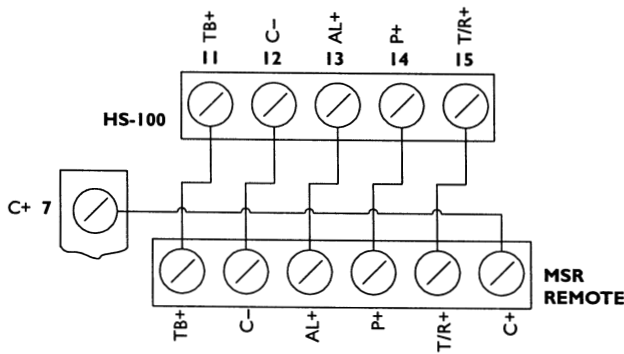 TB+ C− AL+ P+ T/R+
11 12 13 14 15
HS-100
C+ 7
MSR
REMOTE
TB+ C− AL+ P+ T/R+ C+